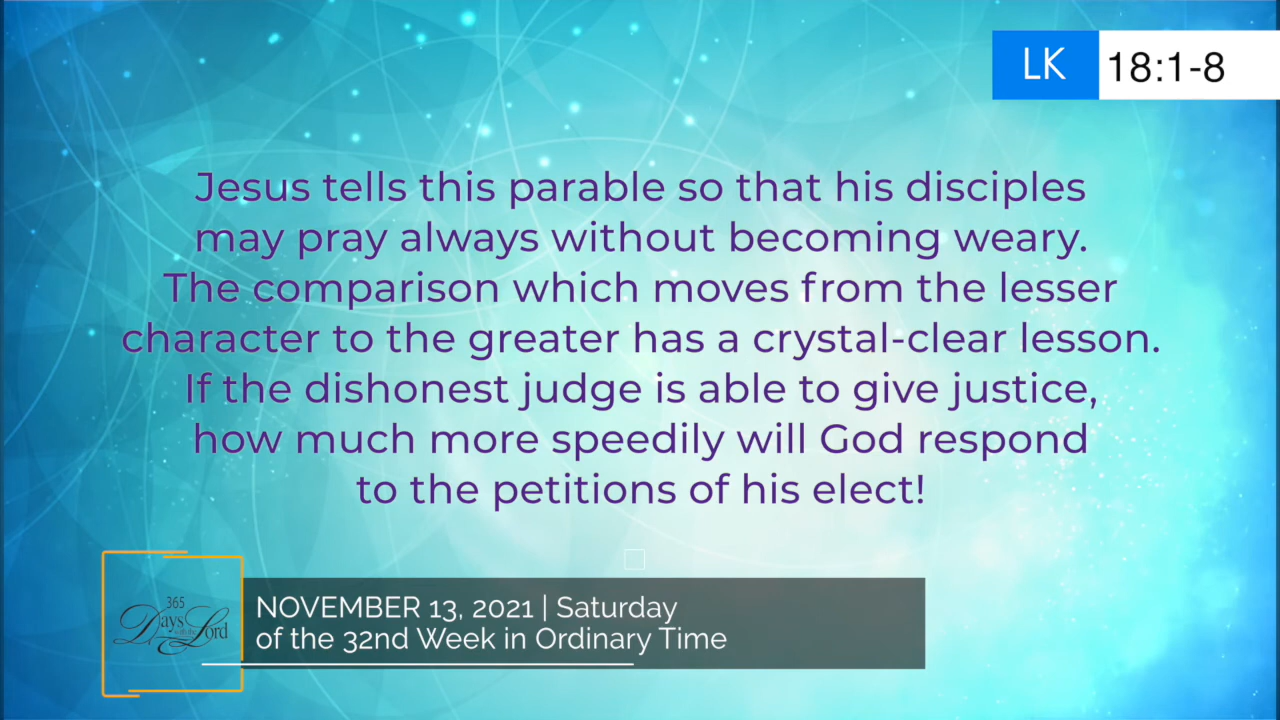 LK 18:1-8
Jesus tells this parable so that his disciples
may pray always without becoming weary.
The comparison which moves from the lesser
character to the greater has a crystal-clear lesson.
If the dishonest judge is able to give justice,
how much more speedily will God respond
to the petitions of his elect!
365
Days with the Lord
NOVEMBER 13, 2021 | Saturday
of the 32nd Week in Ordinary Time